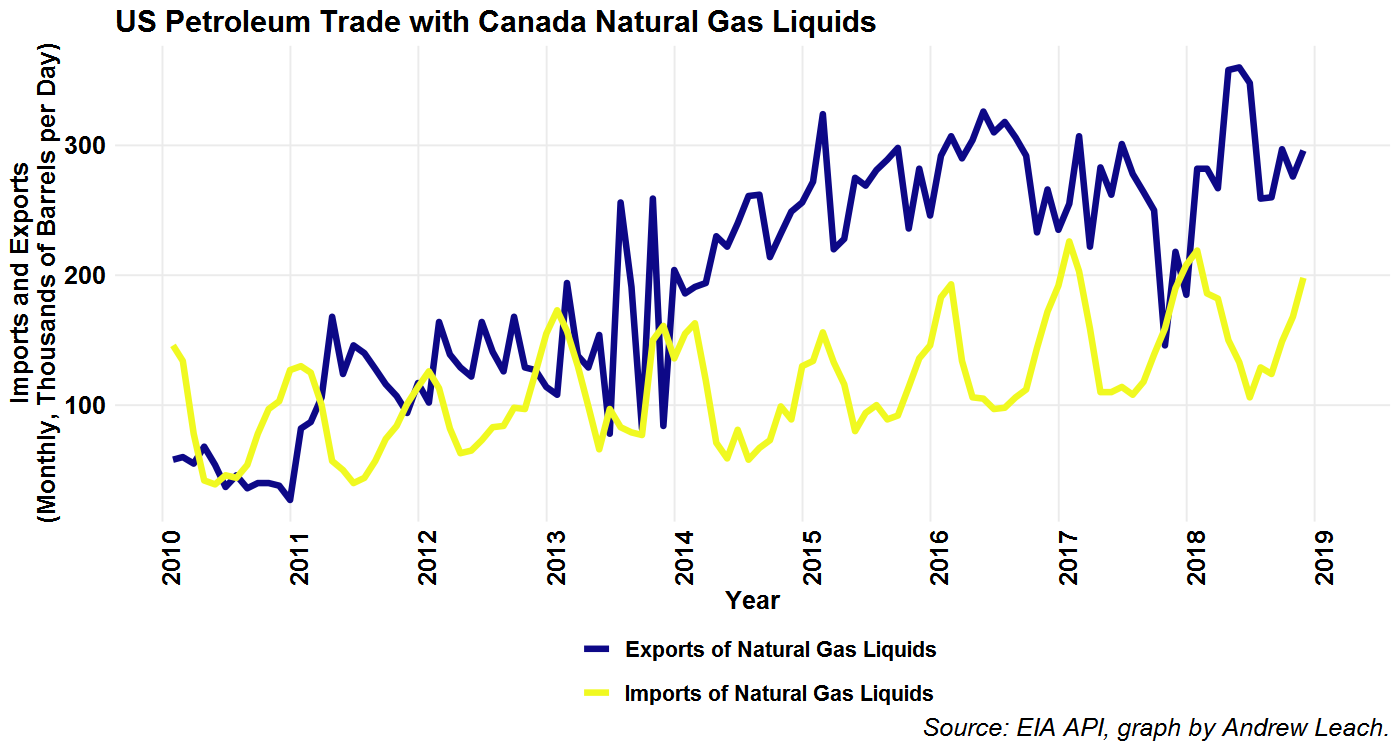 US Petroleum Trade with Canada Natural Gas Liquids
Imports and Exports
(Monthly, Thousands of Barrels per Day)
300
200
100
2010
2011
2012
2013
2014
2015
2016
2017
2018
2019
Year
Exports of Natural Gas Liquids
Imports of Natural Gas Liquids
Source: EIA API, graph by Andrew Leach.